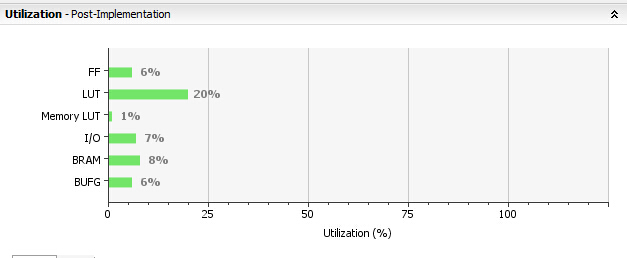 Utilization - Post-Implementation
FF 6%
LUT 20%
Memory LUT 1%
I/O 7%
BRAM 8%
BUFG 6%
0 25 50 75 100
Utilization (%)